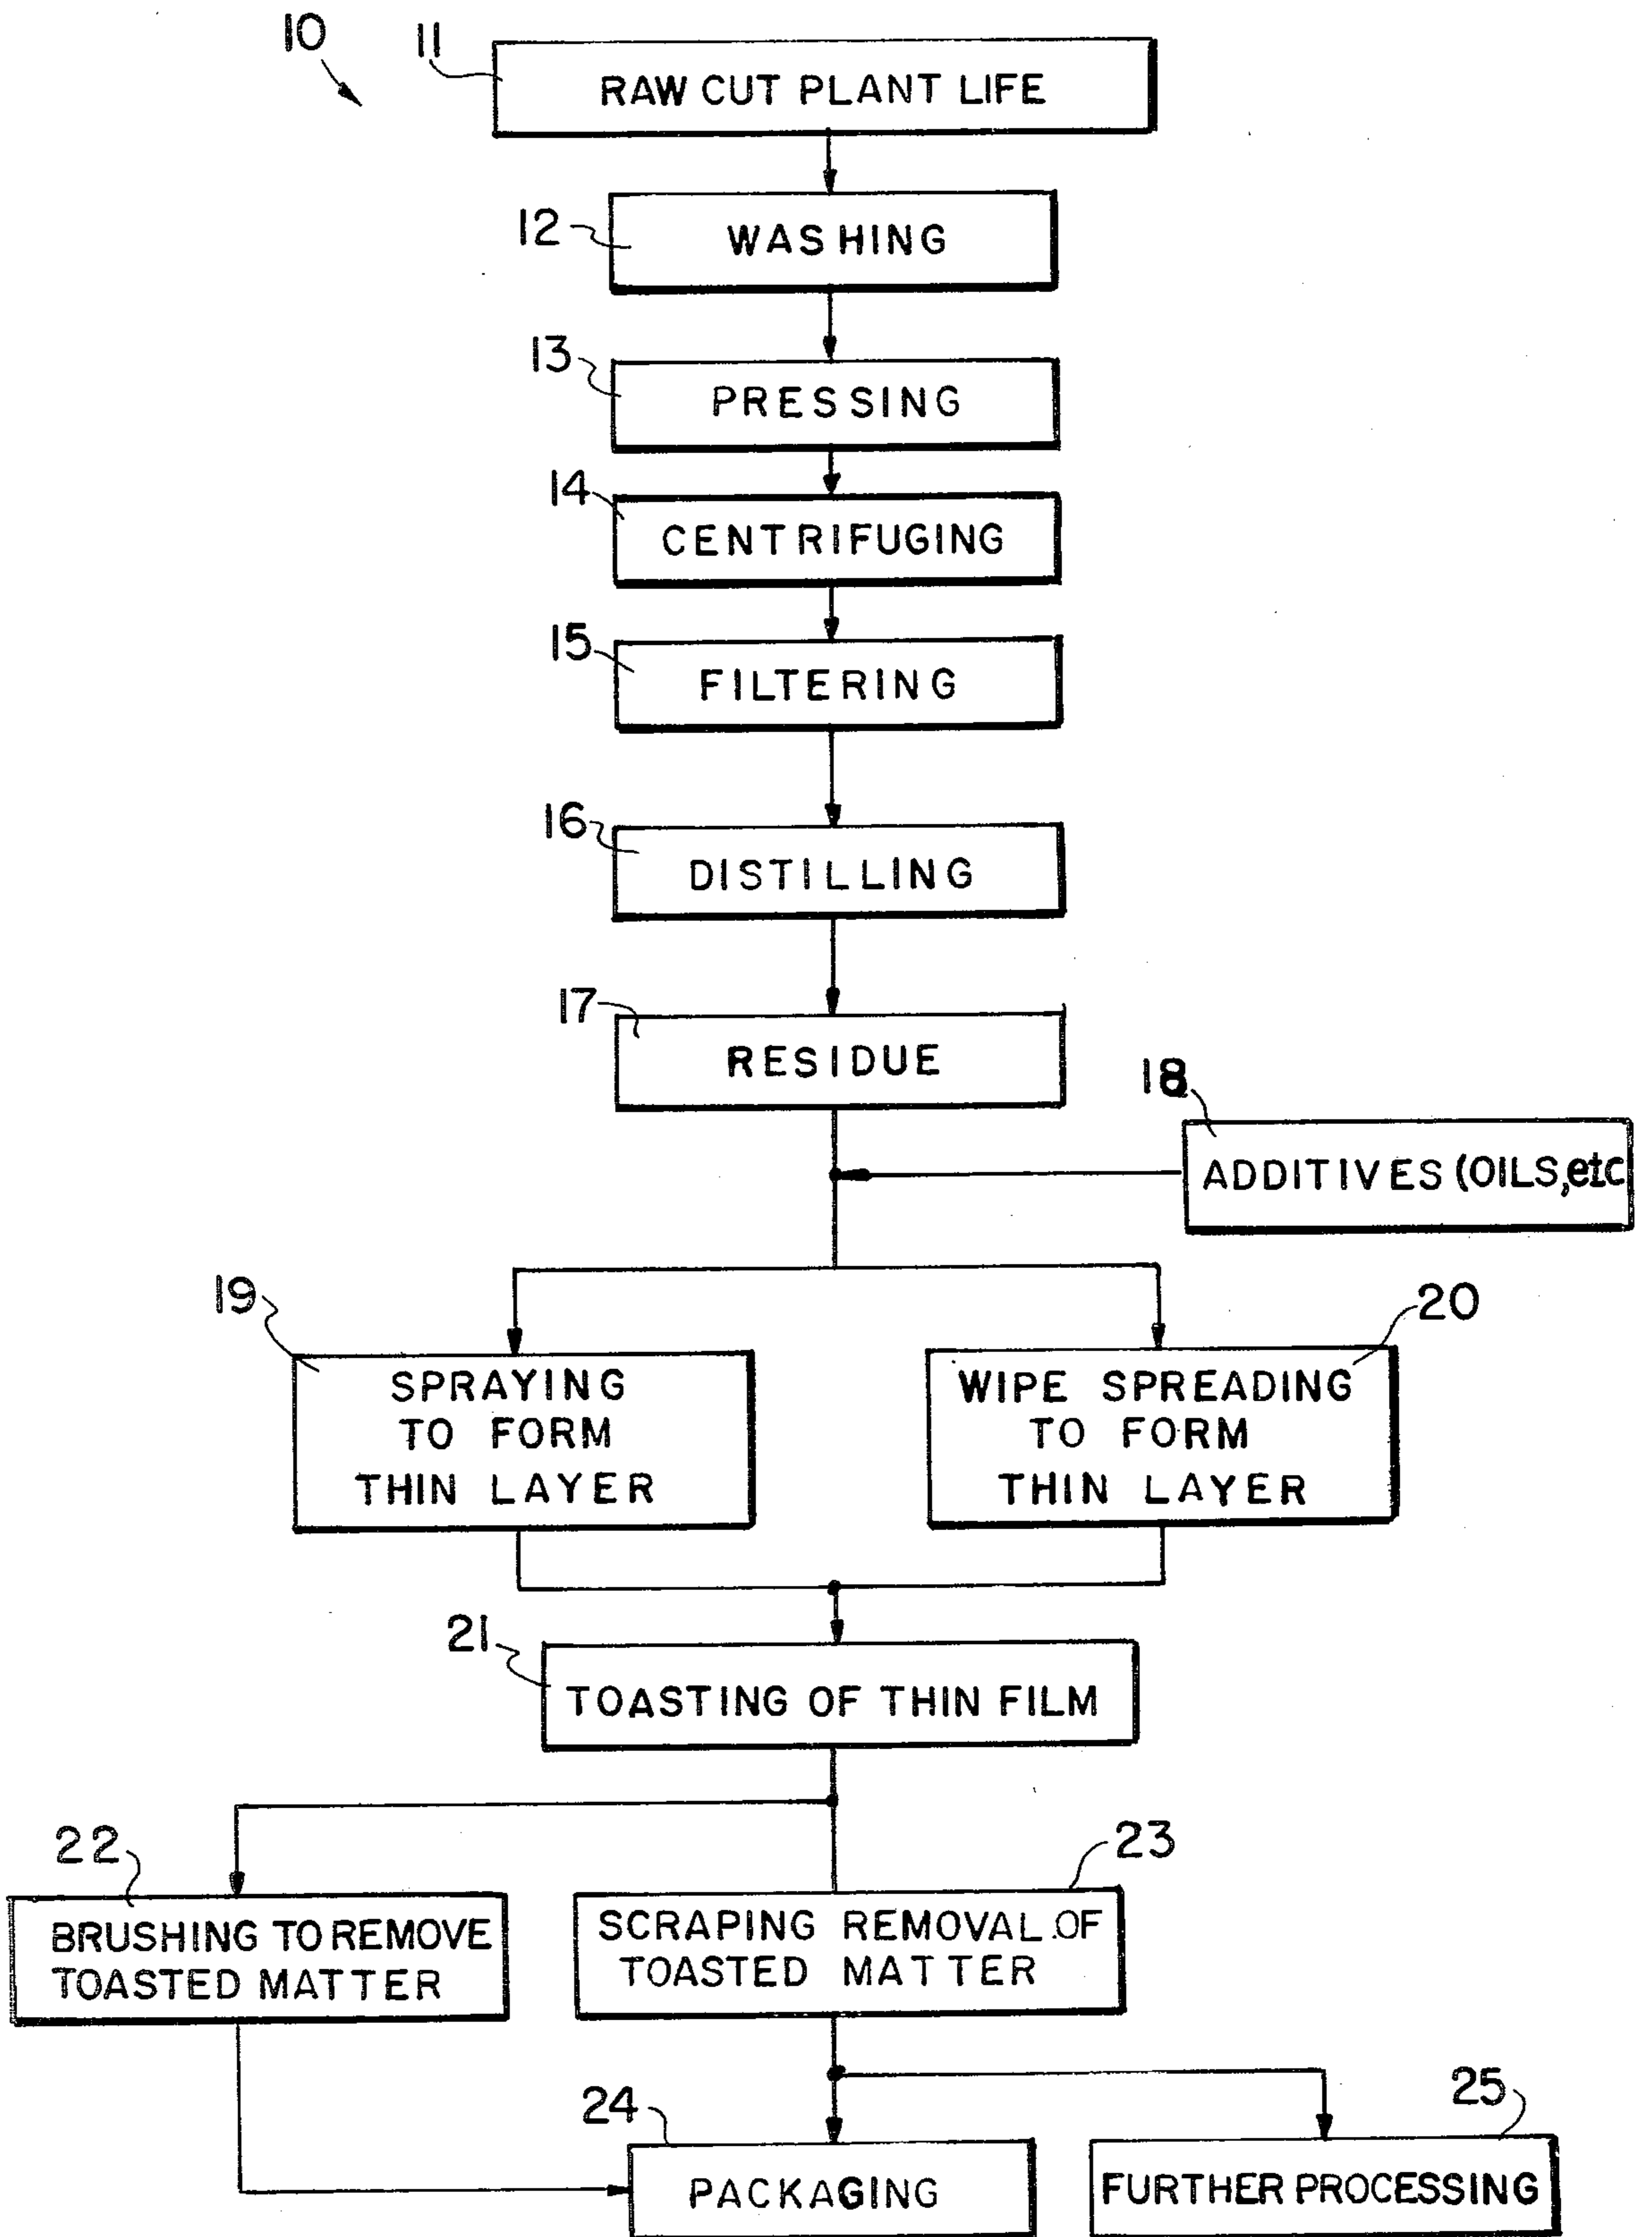 10
11
RAW CUT PLANT LIFE
12
WASHING
13
PRESSING
14
CENTRIFUGING
15
FILTERING
16
DISTILLING
17
RESIDUE
18
ADDITIVES (OILS,etc
19
SPRAYING
TO FORM
THIN LAYER
20
WIPE SPREADING
TO FORM
THIN LAYER
21
TOASTING OF THIN FILM
22
BRUSHING TO REMOVE
TOASTED MATTER
23
SCRAPING REMOVAL OF
TOASTED MATTER
24
PACKAGING
25
FURTHER PROCESSING